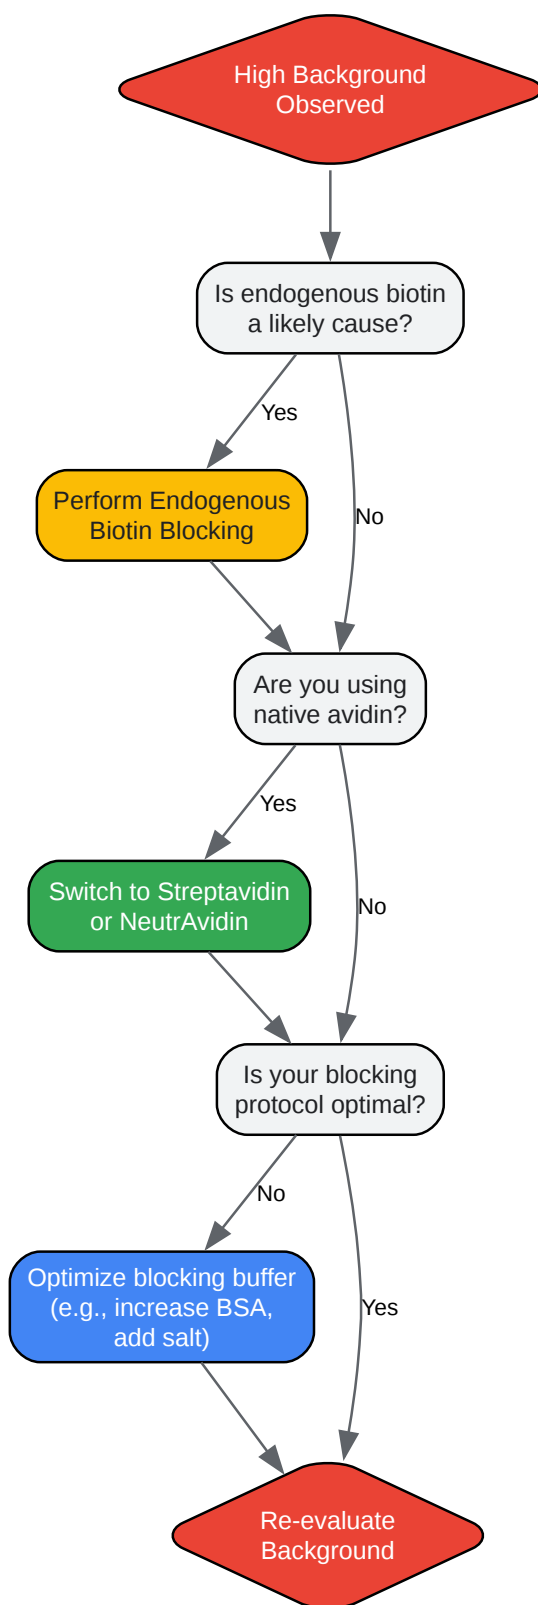 High Background
Observed
Is endogenous biotin
a likely cause?
Yes
Perform Endogenous
Biotin Blocking
No
Are you using
native avidin?
Yes
Switch to Streptavidin
or NeutrAvidin
No
Is your blocking
protocol optimal?
No
Optimize blocking buffer
(e.g., increase BSA,
add salt)
Yes
Re-evaluate
Background